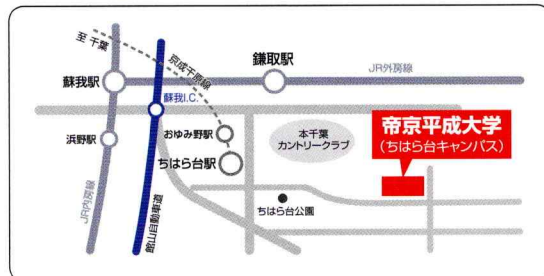 至 千葉
京成千原線
鎌取駅
JR外房線
蘇我駅
蘇我I.C.
浜野駅
おゆみ野駅
ちはら台駅
本千葉
カントリークラブ
帝京平成大学
(ちはら台キャンパス)
ちはら台公園
JR内房線
館山自動車道